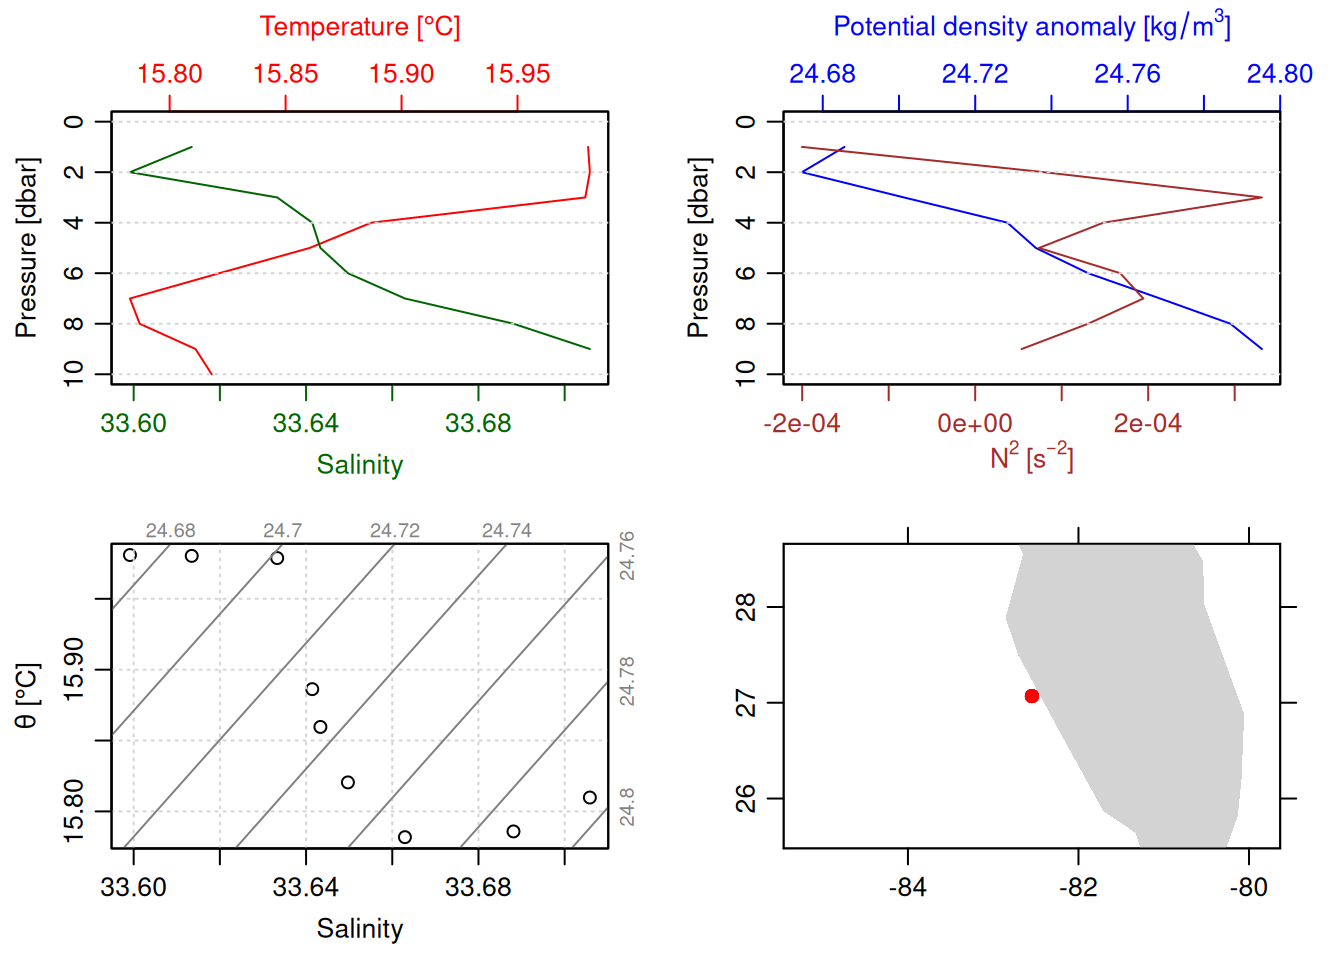 Temperature [°C]
15.80 15.85 15.90 15.95
Pressure [dbar]
0
2
4
6
8
10
33.60 33.64 33.68
Salinity
Potential density anomaly [kg/m³]
24.68 24.72 24.76 24.80
Pressure [dbar]
0
2
4
6
8
10
-2e-04 0e+00 2e-04
N² [s⁻²]
24.68 24.7 24.72 24.74
24.76
24.78
24.8
θ [°C]
15.90
15.80
33.60 33.64 33.68
Salinity
28
27
26
-84 -82 -80